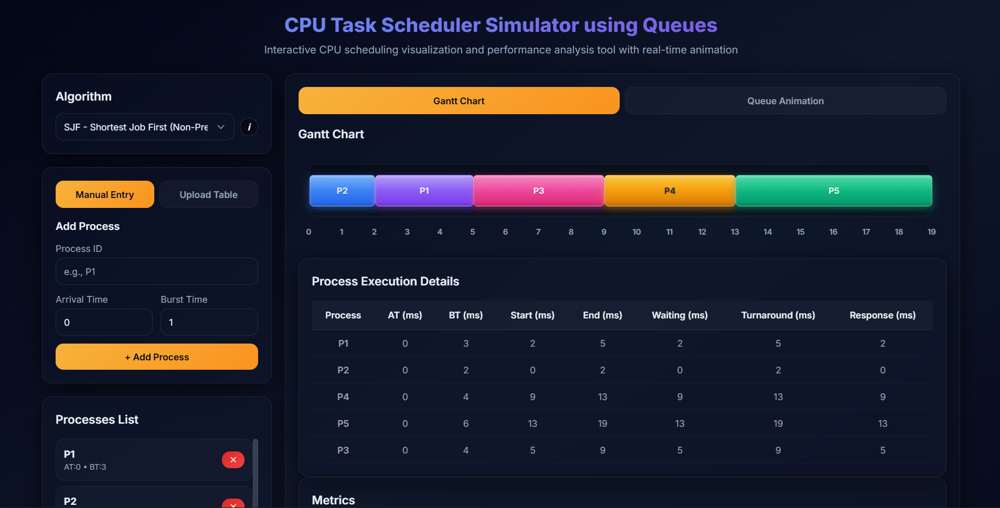 CPU Task Scheduler Simulator using Queues
Interactive CPU scheduling visualization and performance analysis tool with real-time animation
Algorithm
SJF - Shortest Job First (Non-Pre
i
Manual Entry
Upload Table
Add Process
Process ID
e.g., P1
Arrival Time
Burst Time
0
1
+ Add Process
Processes List
P1
AT:0 • BT:3
P2
Gantt Chart
Queue Animation
Gantt Chart
P2 P1 P3 P4 P5
0 1 2 3 4 5 6 7 8 9 10 11 12 13 14 15 16 17 18 19
Process Execution Details
Process AT (ms) BT (ms) Start (ms) End (ms) Waiting (ms) Turnaround (ms) Response (ms)
P1 0 3 2 5 2 5 2
P2 0 2 0 2 0 2 0
P4 0 4 9 13 9 13 9
P5 0 6 13 19 13 19 13
P3 0 4 5 9 5 9 5
Metrics